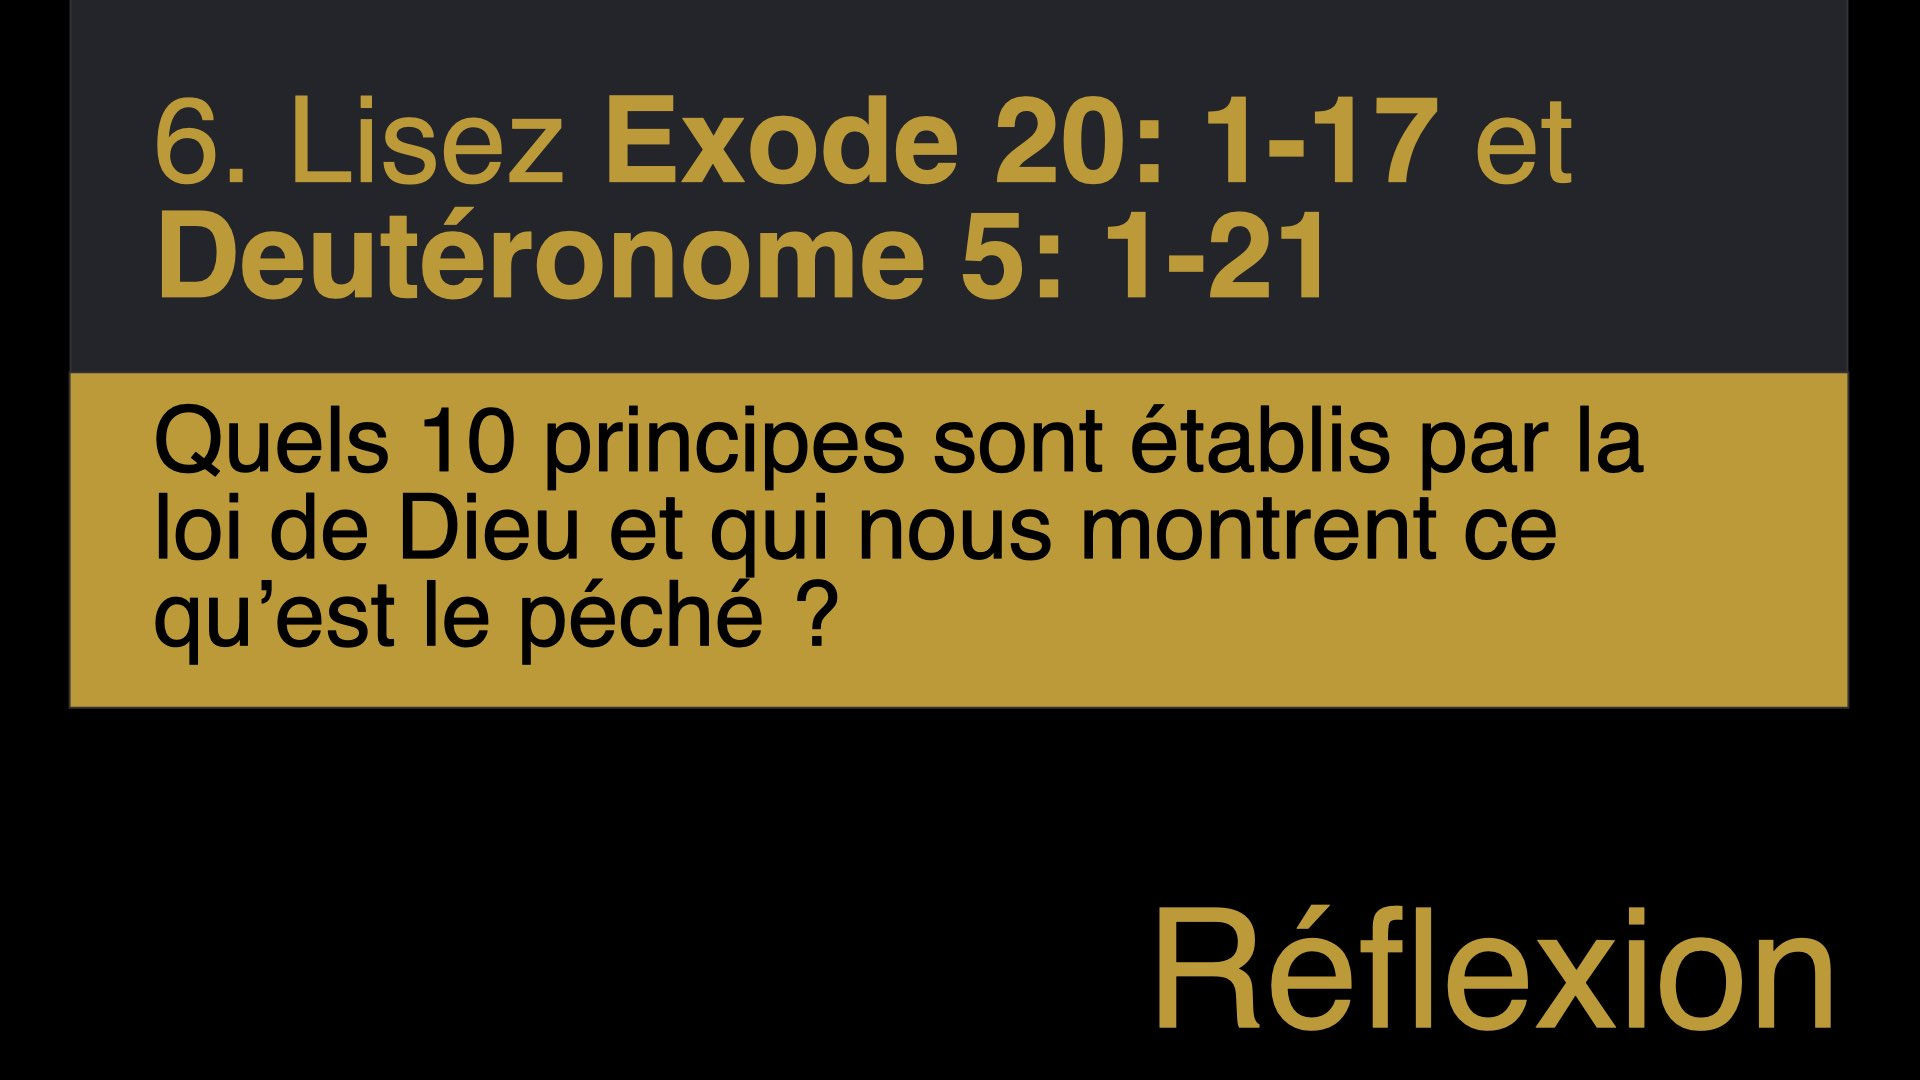 6. Lisez Exode 20: 1-17 et
Deutéronome 5: 1-21
Quels 10 principes sont établis par la
loi de Dieu et qui nous montrent ce
qu’est le péché ?
Réflexion